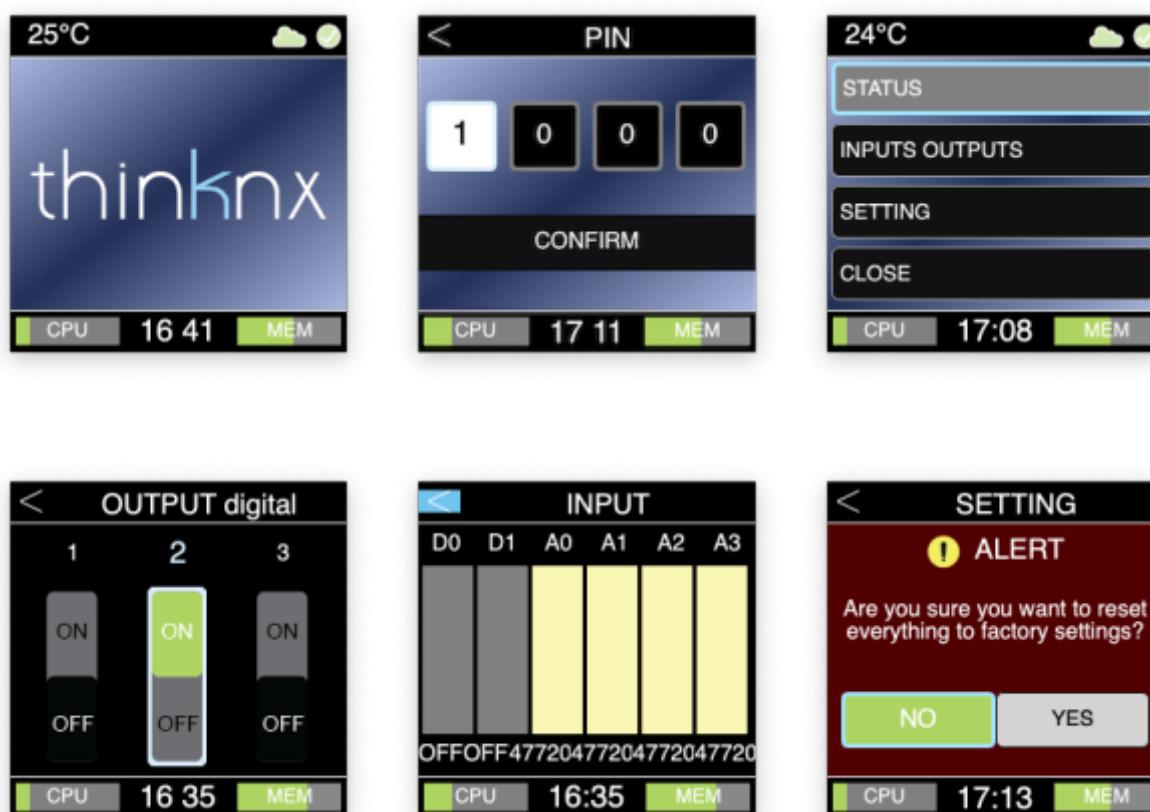 25°C
thinknx
CPU 16 41 MEM
< PIN
1 0 0 0
CONFIRM
CPU 17 11 MEM
24°C
STATUS
INPUTS OUTPUTS
SETTING
CLOSE
CPU 17:08 MEM
< OUTPUT digital
1 2 3
ON ON ON
OFF OFF OFF
CPU 16 35 MEM
< INPUT
D0 D1 A0 A1 A2 A3
OFFOFF47720477204772047720
CPU 16:35 MEM
< SETTING
! ALERT
Are you sure you want to reset
everything to factory settings?
NO YES
CPU 17:13 MEM